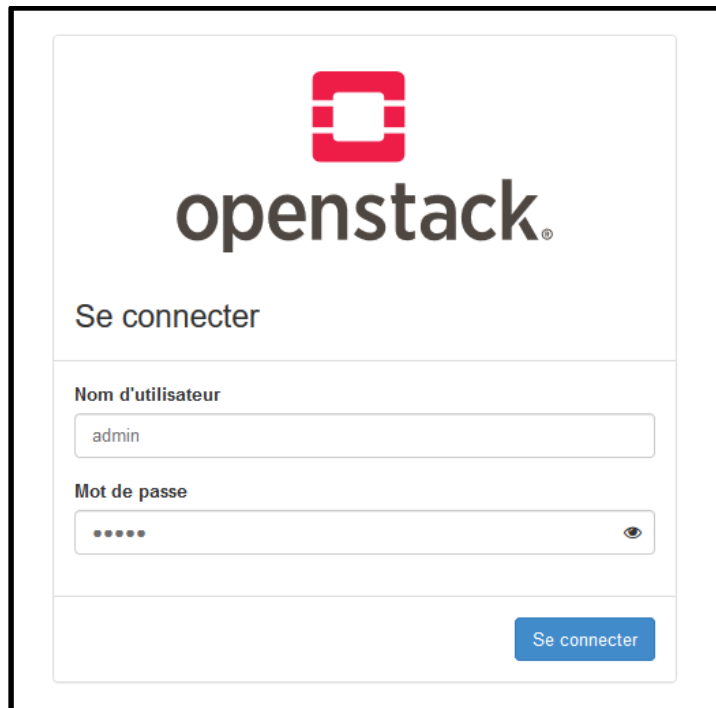 openstack.®
Se connecter
Nom d'utilisateur
admin
Mot de passe
•••••
Se connecter